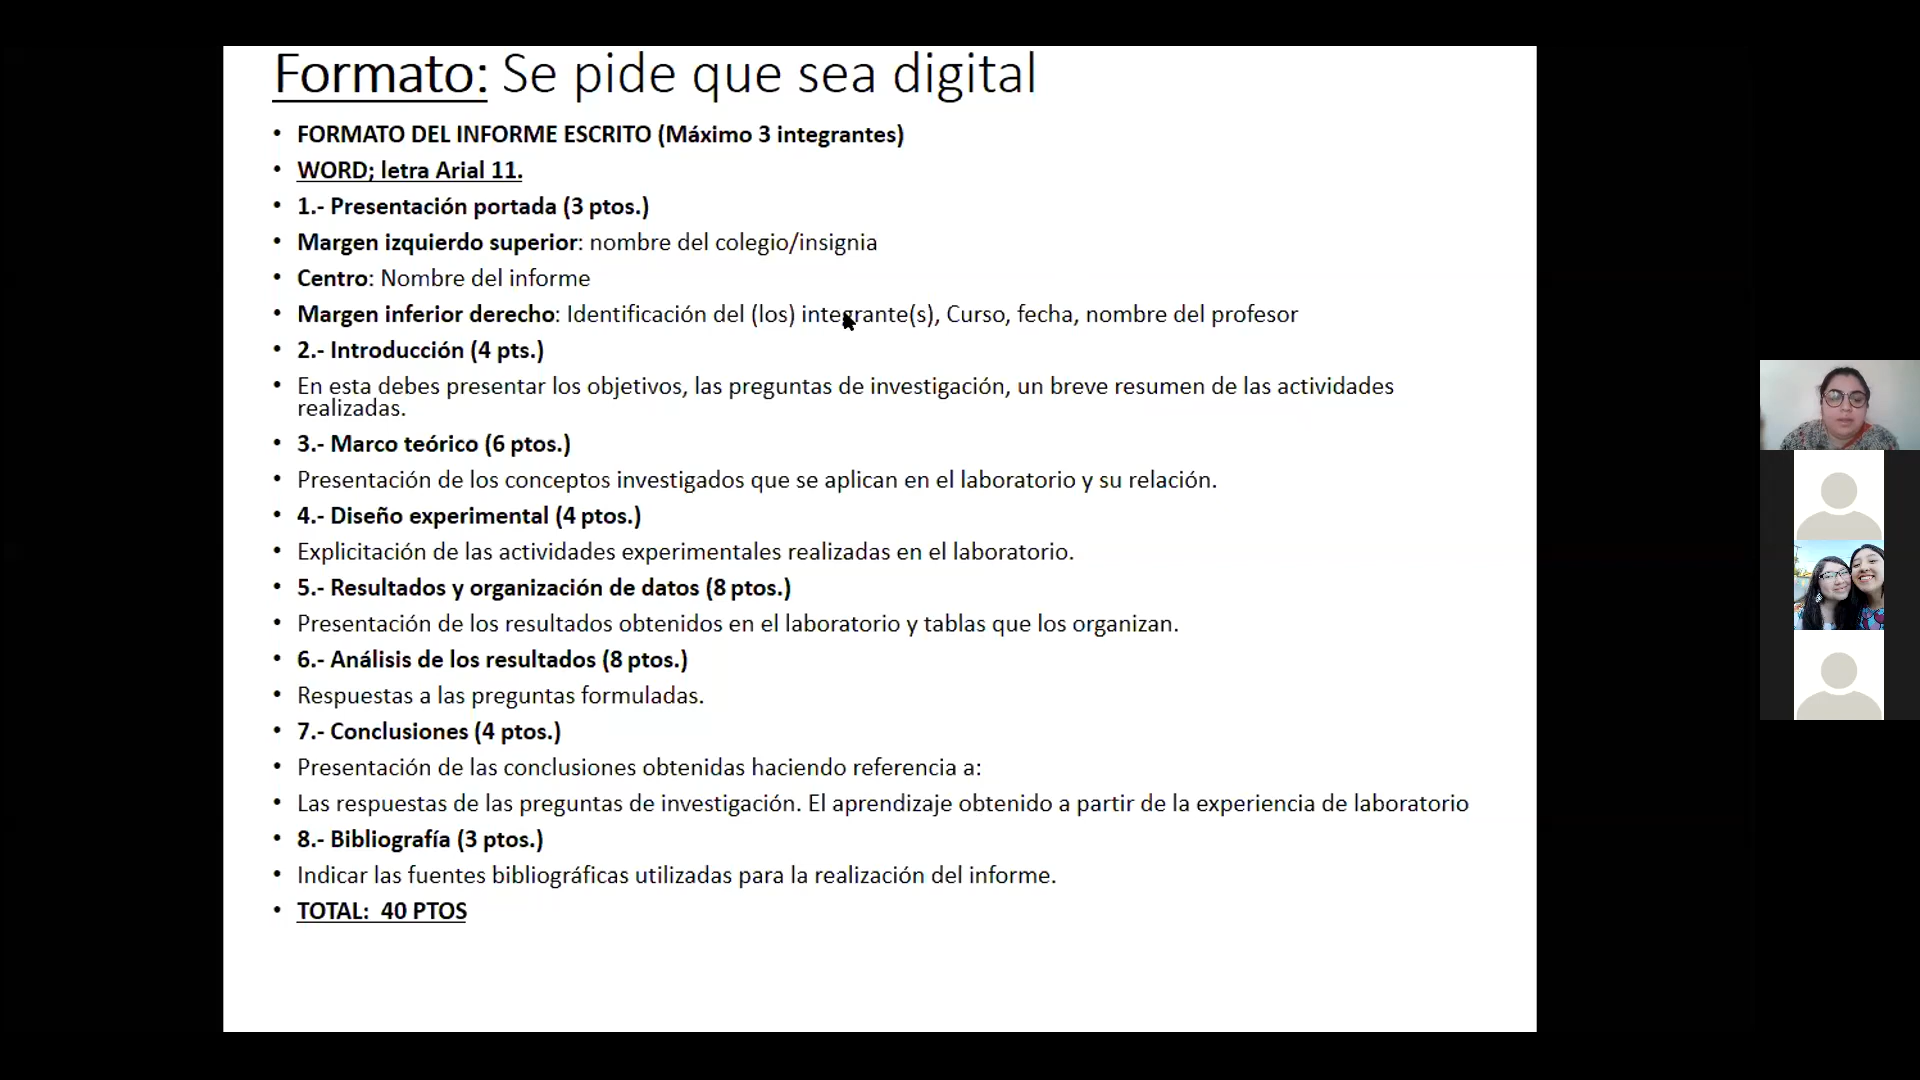 Formato: Se pide que sea digital
• FORMATO DEL INFORME ESCRITO (Máximo 3 integrantes)
• WORD; letra Arial 11.
• 1.- Presentación portada (3 ptos.)
• Margen izquierdo superior: nombre del colegio/insignia
• Centro: Nombre del informe
• Margen inferior derecho: Identificación del (los) integrante(s), Curso, fecha, nombre del profesor
• 2.- Introducción (4 pts.)
• En esta debes presentar los objetivos, las preguntas de investigación, un breve resumen de las actividades
realizadas.
• 3.- Marco teórico (6 ptos.)
• Presentación de los conceptos investigados que se aplican en el laboratorio y su relación.
• 4.- Diseño experimental (4 ptos.)
• Explicitación de las actividades experimentales realizadas en el laboratorio.
• 5.- Resultados y organización de datos (8 ptos.)
• Presentación de los resultados obtenidos en el laboratorio y tablas que los organizan.
• 6.- Análisis de los resultados (8 ptos.)
• Respuestas a las preguntas formuladas.
• 7.- Conclusiones (4 ptos.)
• Presentación de las conclusiones obtenidas haciendo referencia a:
• Las respuestas de las preguntas de investigación. El aprendizaje obtenido a partir de la experiencia de laboratorio
• 8.- Bibliografía (3 ptos.)
• Indicar las fuentes bibliográficas utilizadas para la realización del informe.
• TOTAL:  40 PTOS